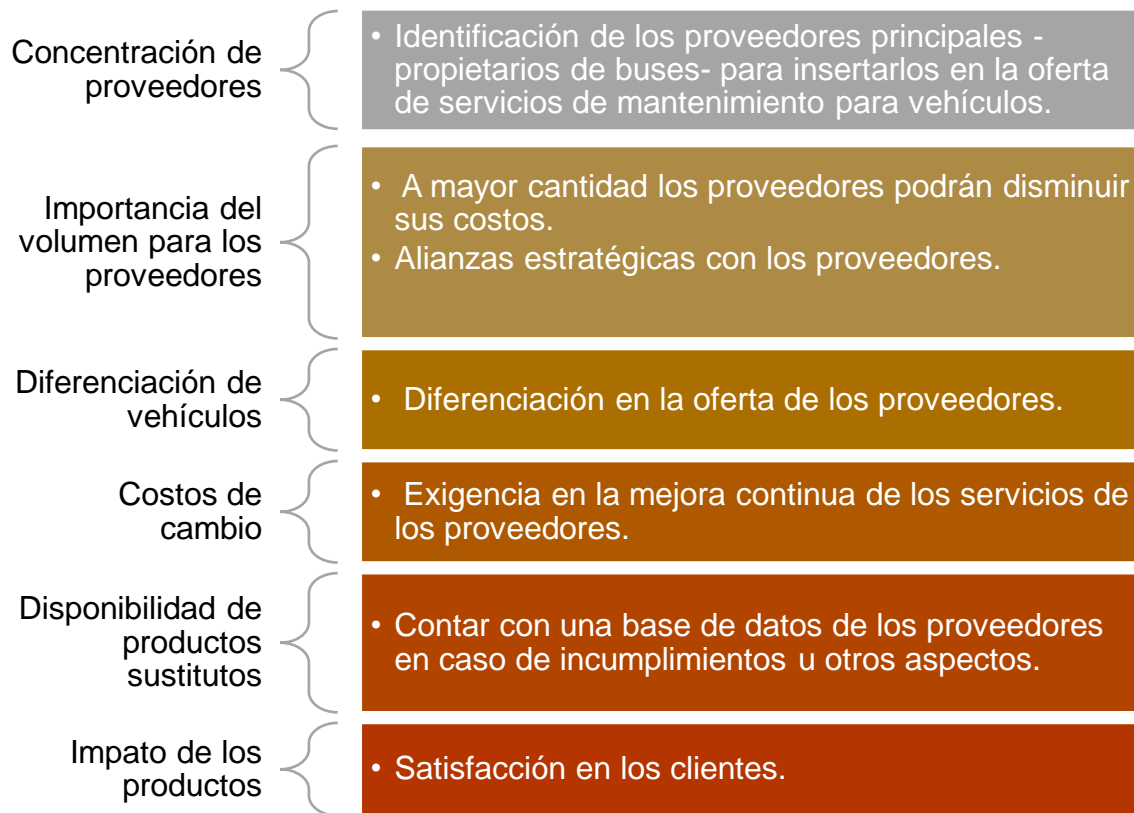 Concentración de
proveedores
• Identificación de los proveedores principales -
propietarios de buses- para insertarlos en la oferta
de servicios de mantenimiento para vehículos.
Importancia del
volumen para los
proveedores
• A mayor cantidad los proveedores podrán disminuir
sus costos.
• Alianzas estratégicas con los proveedores.
Diferenciación de
vehículos
• Diferenciación en la oferta de los proveedores.
Costos de
cambio
• Exigencia en la mejora continua de los servicios de
los proveedores.
Disponibilidad de
productos
sustitutos
• Contar con una base de datos de los proveedores
en caso de incumplimientos u otros aspectos.
Impato de los
productos
• Satisfacción en los clientes.